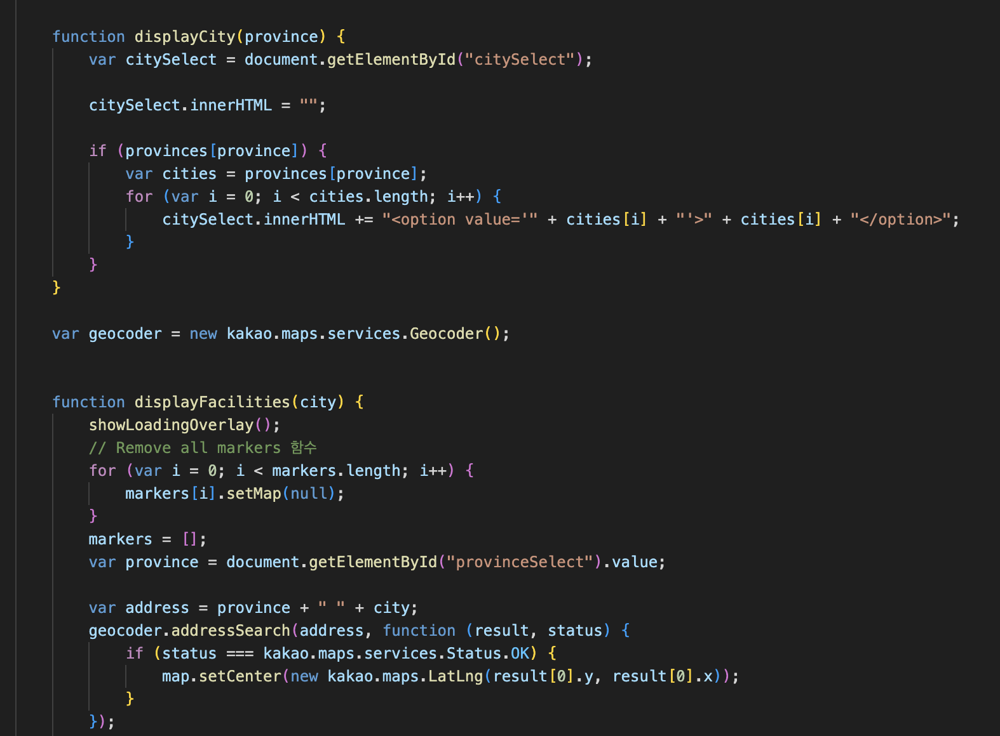 function displayCity(province) {
var citySelect = document.getElementById("citySelect");
citySelect.innerHTML = "";
if (provinces[province]) {
var cities = provinces[province];
for (var i = 0; i < cities.length; i++) {
citySelect.innerHTML += "<option value='" + cities[i] + "'>" + cities[i] + "</option>";
}
}
}
var geocoder = new kakao.maps.services.Geocoder();
function displayFacilities(city) {
showLoadingOverlay();
// Remove all markers 함수
for (var i = 0; i < markers.length; i++) {
markers[i].setMap(null);
}
markers = [];
var province = document.getElementById("provinceSelect").value;
var address = province + " " + city;
geocoder.addressSearch(address, function (result, status) {
if (status === kakao.maps.services.Status.OK) {
map.setCenter(new kakao.maps.LatLng(result[0].y, result[0].x));
}
});